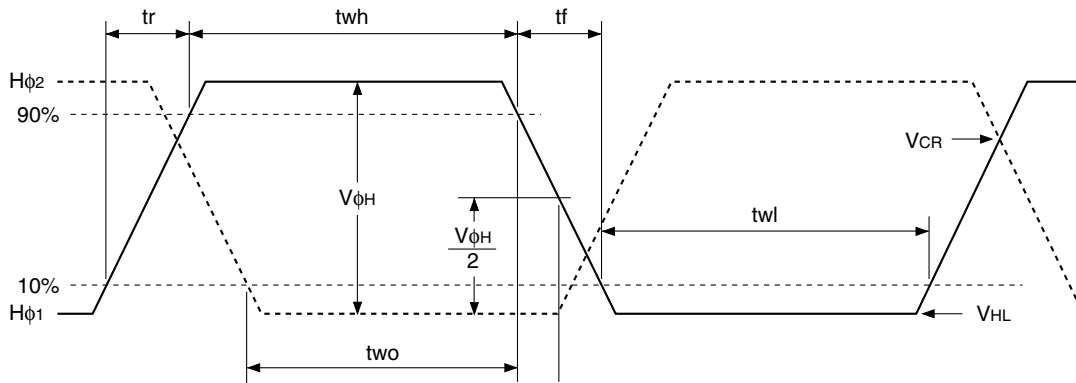 tr twh tf
Hϕ2
90%
VCR
VϕH
twl
VϕH
2
10%
Hϕ1
VHL
two